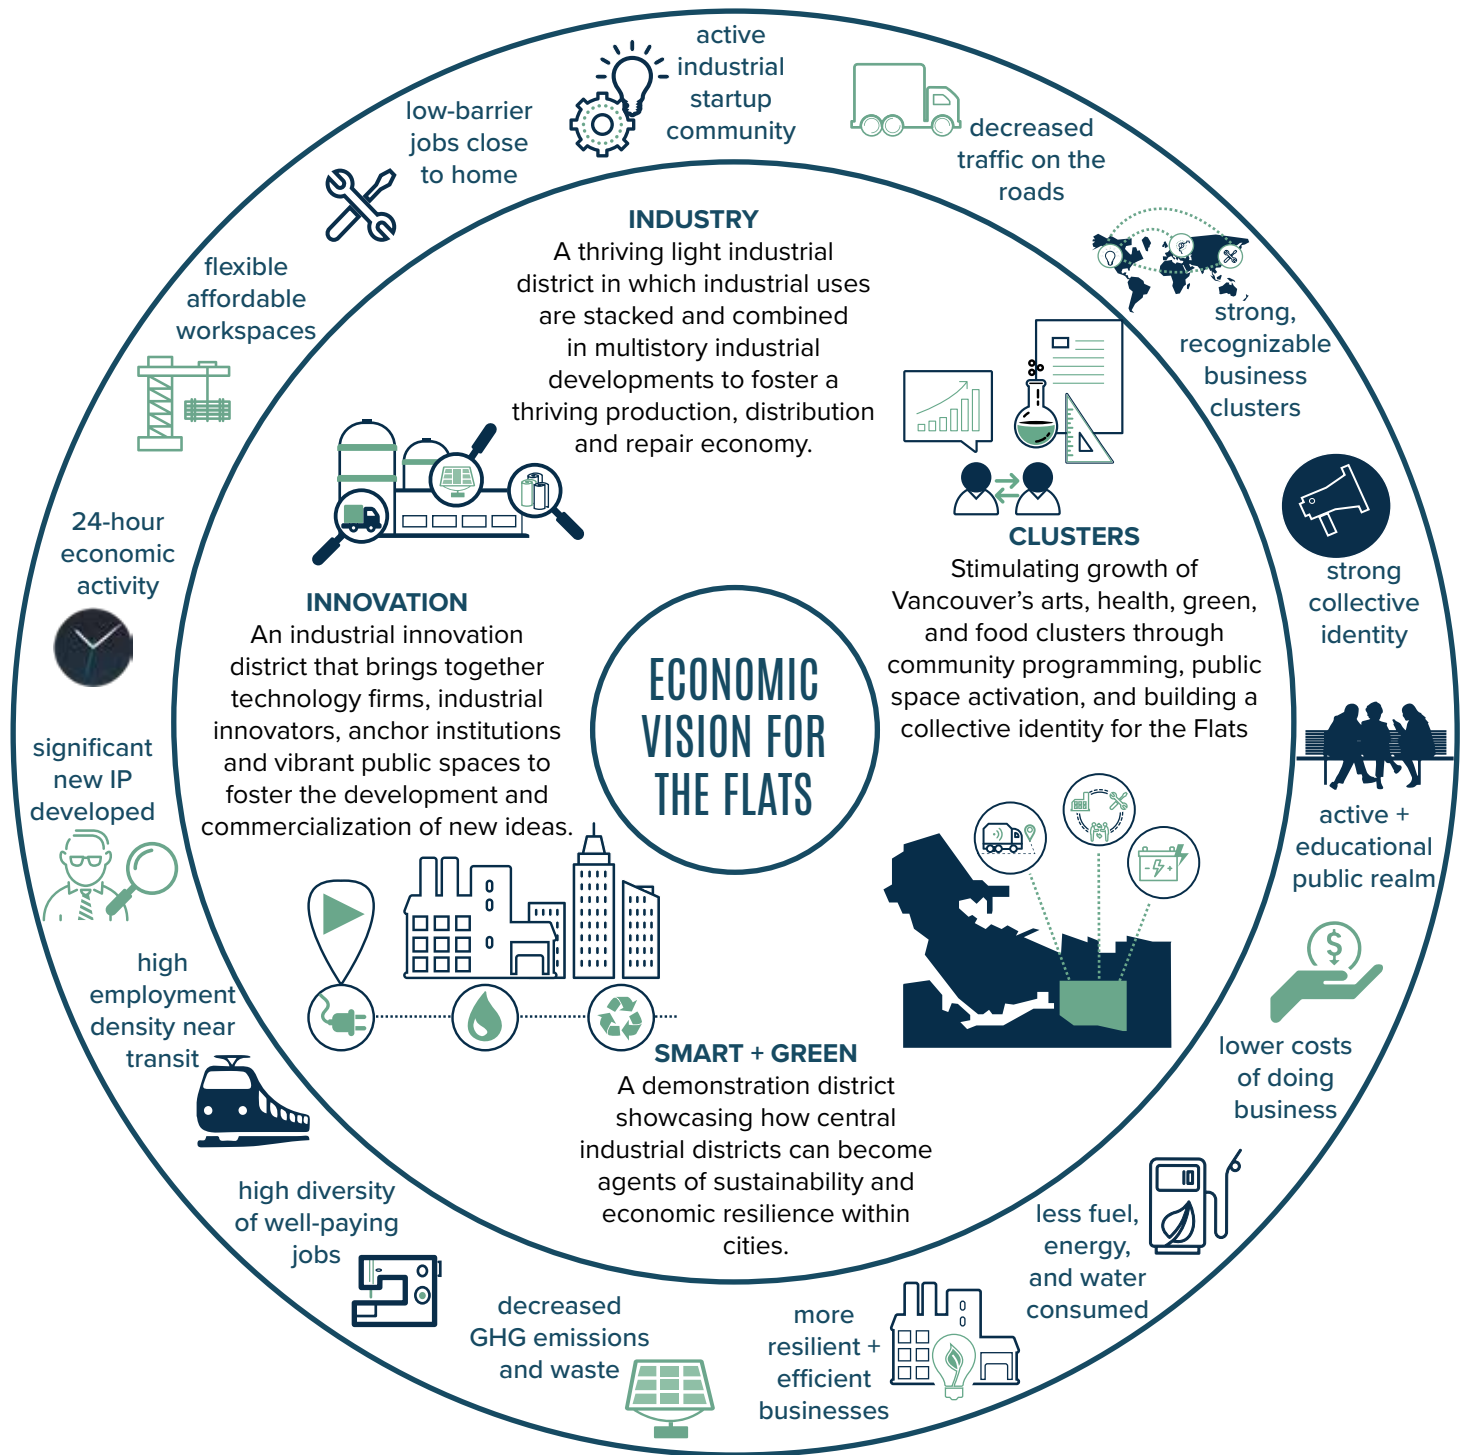 active
industrial
startup
community
decreased
traffic on the
roads
strong,
recognizable
business
clusters
strong
collective
identity
active +
educational
public realm
$
lower costs
of doing
business
10
less fuel,
energy,
and water
consumed
more
resilient +
efficient
businesses
decreased
GHG emissions
and waste
high diversity
of well-paying
jobs
high
employment
density near
transit
significant
new IP
developed
24-hour
economic
activity
flexible
affordable
workspaces
low-barrier
jobs close
to home
INDUSTRY
A thriving light industrial
district in which industrial uses
are stacked and combined
in multistory industrial
developments to foster a
thriving production, distribution
and repair economy.
CLUSTERS
Stimulating growth of
Vancouver’s arts, health, green,
and food clusters through
community programming, public
space activation, and building a
collective identity for the Flats
INNOVATION
An industrial innovation
district that brings together
technology firms, industrial
innovators, anchor institutions
and vibrant public spaces to
foster the development and
commercialization of new ideas.
ECONOMIC
VISION FOR
THE FLATS
SMART + GREEN
A demonstration district
showcasing how central
industrial districts can become
agents of sustainability and
economic resilience within
cities.